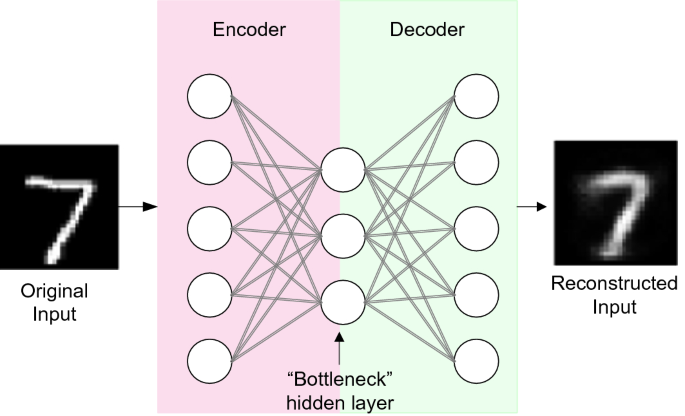 Encoder
Decoder
Original
Input
Reconstructed
Input
“Bottleneck”
hidden layer